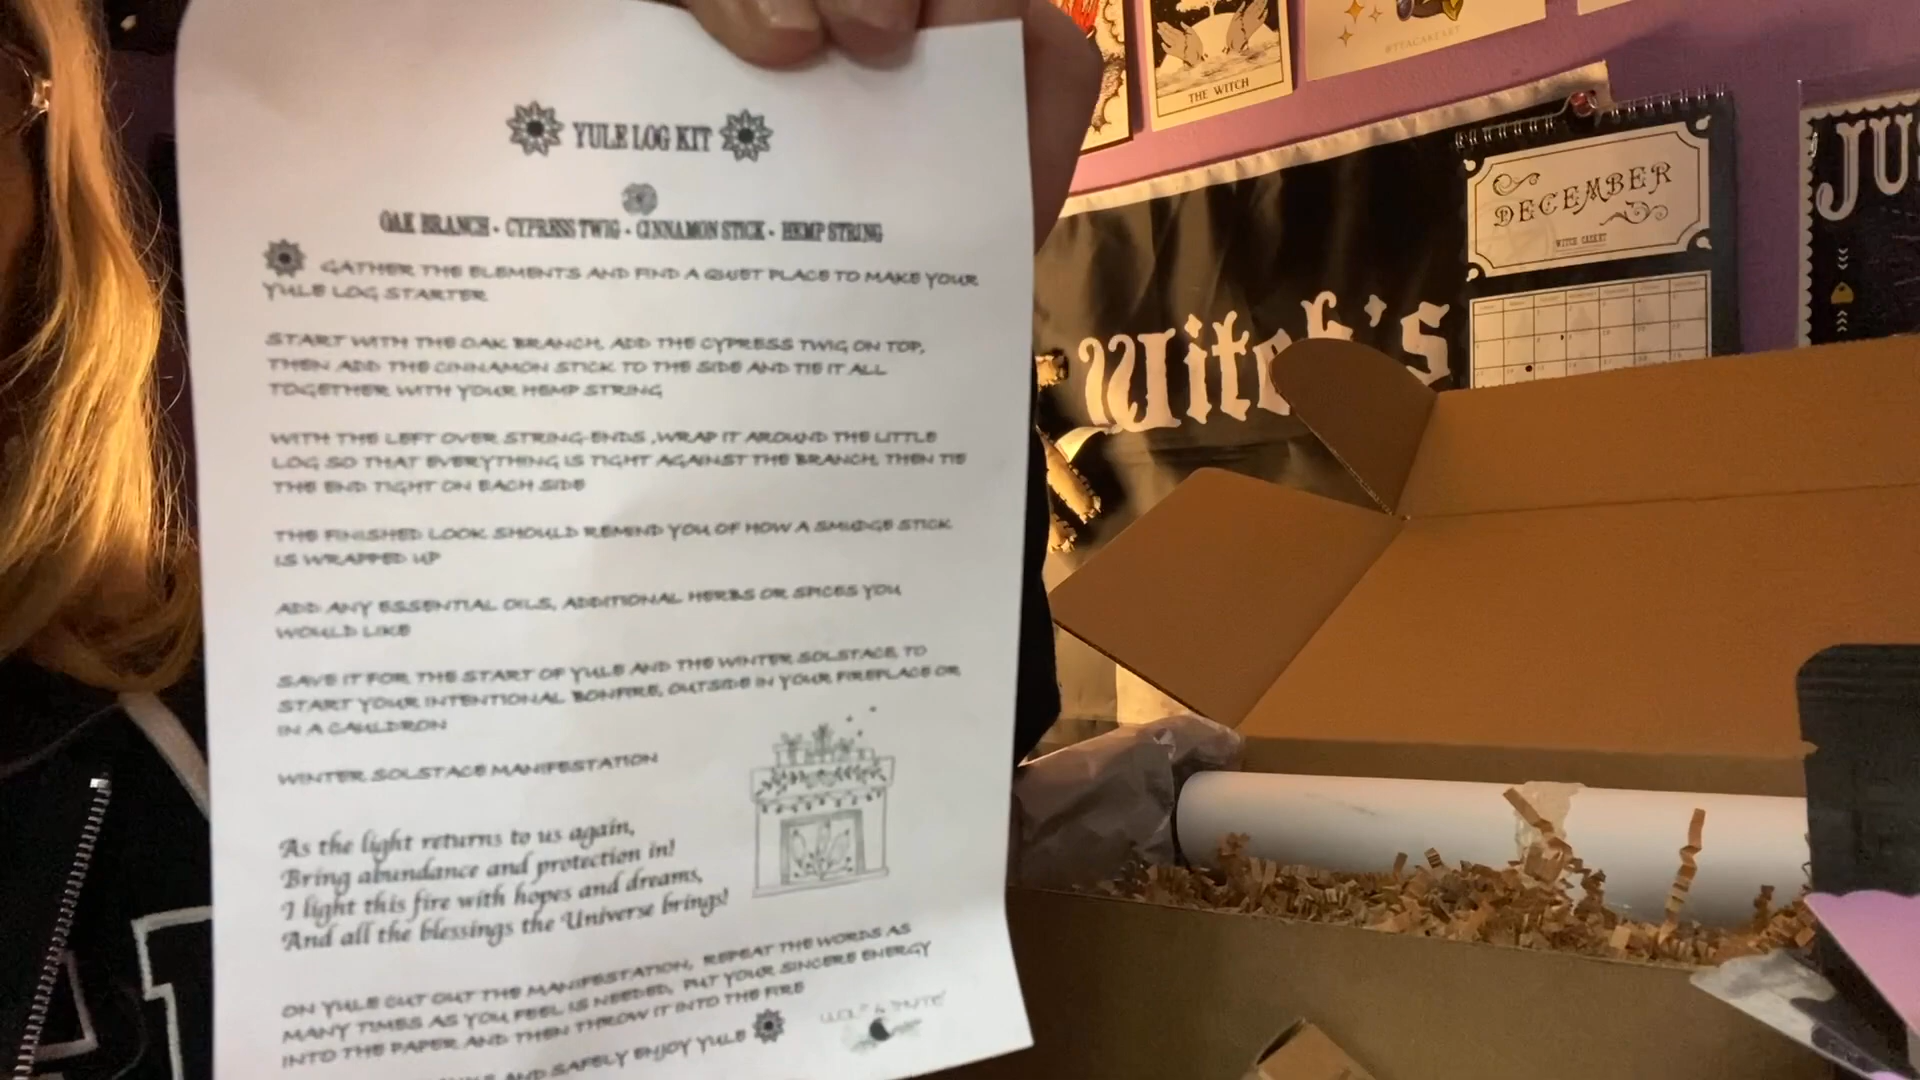 YULE LOG KIT
OAK BRANCH - CYPRESS TWIG - CINNAMON STICK - HEMP STRING
GATHER THE ELEMENTS AND FIND A QUIET PLACE TO MAKE YOUR
YULE LOG STARTER
START WITH THE OAK BRANCH, ADD THE CYPRESS TWIG ON TOP,
THEN ADD THE CINNAMON STICK TO THE SIDE AND TIE IT ALL
TOGETHER WITH YOUR HEMP STRING
WITH THE LEFT OVER STRING ENDS ,WRAP IT AROUND THE LITTLE
LOG SO THAT EVERYTHING IS TIGHT AGAINST THE BRANCH, THEN TIE
THE END TIGHT ON EACH SIDE
THE FINISHED LOOK SHOULD REMIND YOU OF HOW A SMUDGE STICK
IS WRAPPED UP
ADD ANY ESSENTIAL OILS, ADDITIONAL HERBS OR SPICES YOU
WOULD LIKE
SAVE IT FOR THE START OF YULE AND THE WINTER SOLSTACE, TO
START YOUR INTENTIONAL BONFIRE, OUTSIDE IN YOUR FIREPLACE OR
IN A CAULDRON
WINTER SOLSTACE MANIFESTATION
As the light returns to us again,
Bring abundance and protection in!
I light this fire with hopes and dreams,
And all the blessings the Universe brings!
ON YULE CUT OUT THE MANIFESTATION, REPEAT THE WORDS AS
MANY TIMES AS YOU FEEL IS NEEDED, PUT YOUR SINCERE ENERGY
INTO THE PAPER AND THEN THROW IT INTO THE FIRE
AND SAFELY ENJOY YULE
THE WITCH
@TEACAKEART
Witch's
DECEMBER
WITCH CASKET
JU